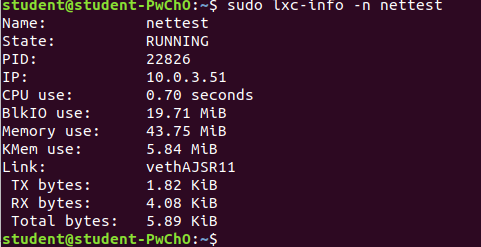 student@student-PwChO:~$ sudo lxc-info -n nettest
Name:           nettest
State:          RUNNING
PID:            22826
IP:             10.0.3.51
CPU use:        0.70 seconds
BlkIO use:      19.71 MiB
Memory use:     43.75 MiB
KMem use:       5.84 MiB
Link:           vethAJSR11
 TX bytes:      1.82 KiB
 RX bytes:      4.08 KiB
 Total bytes:   5.89 KiB
student@student-PwChO:~$